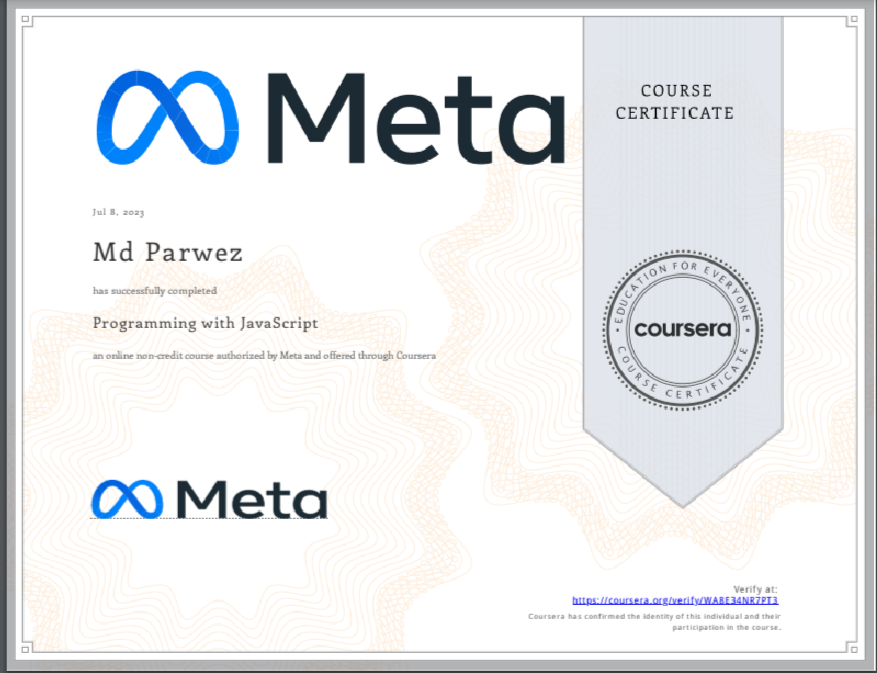 Meta
COURSE
CERTIFICATE
Jul 8, 2023
Md Parwez
has successfully completed
Programming with JavaScript
an online non-credit course authorized by Meta and offered through Coursera
EDUCATION FOR EVERYONE
coursera
COURSE CERTIFICATE
Meta
Verify at:
https://coursera.org/verify/WA8E34NR7PT3
Coursera has confirmed the identity of this individual and their
participation in the course.